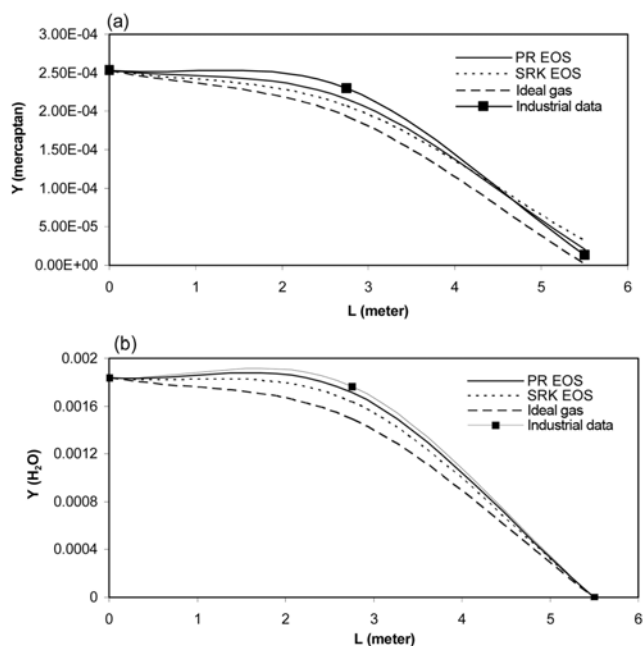 (a)
3.00E-04
2.50E-04
2.00E-04
1.50E-04
1.00E-04
5.00E-05
0.00E+00
Y (mercaptan)
PR EOS
SRK EOS
Ideal gas
Industrial data
0 1 2 3 4 5 6
L (meter)
(b)
0.002
0.0016
0.0012
0.0008
0.0004
0
Y (H₂O)
PR EOS
SRK EOS
Ideal gas
Industrial data
0 1 2 3 4 5 6
L (meter)